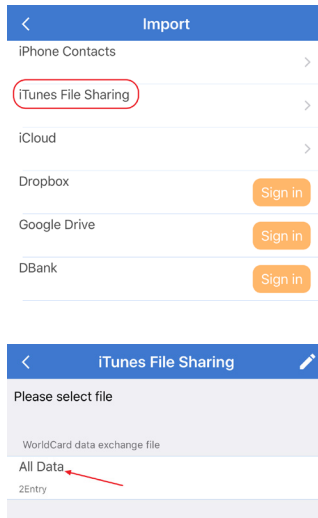 Import
iPhone Contacts
iTunes File Sharing
iCloud
Dropbox
Sign in
Google Drive
Sign in
DBank
Sign in
iTunes File Sharing
Please select file
WorldCard data exchange file
All Data
2Entry